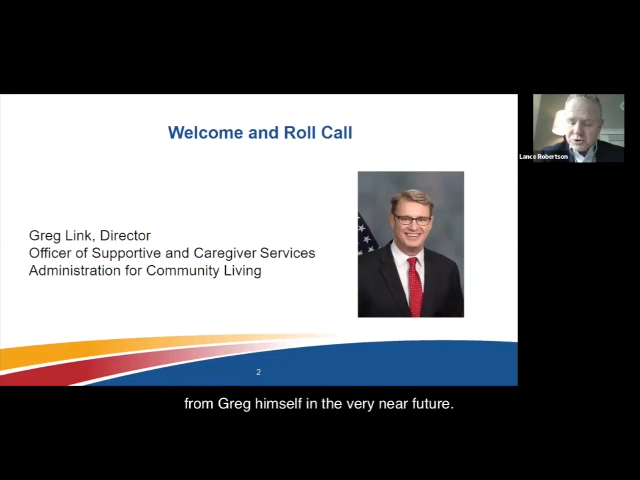 Welcome and Roll Call
Lance Robertson
Greg Link, Director
Officer of Supportive and Caregiver Services
Administration for Community Living
2
from Greg himself in the very near future.